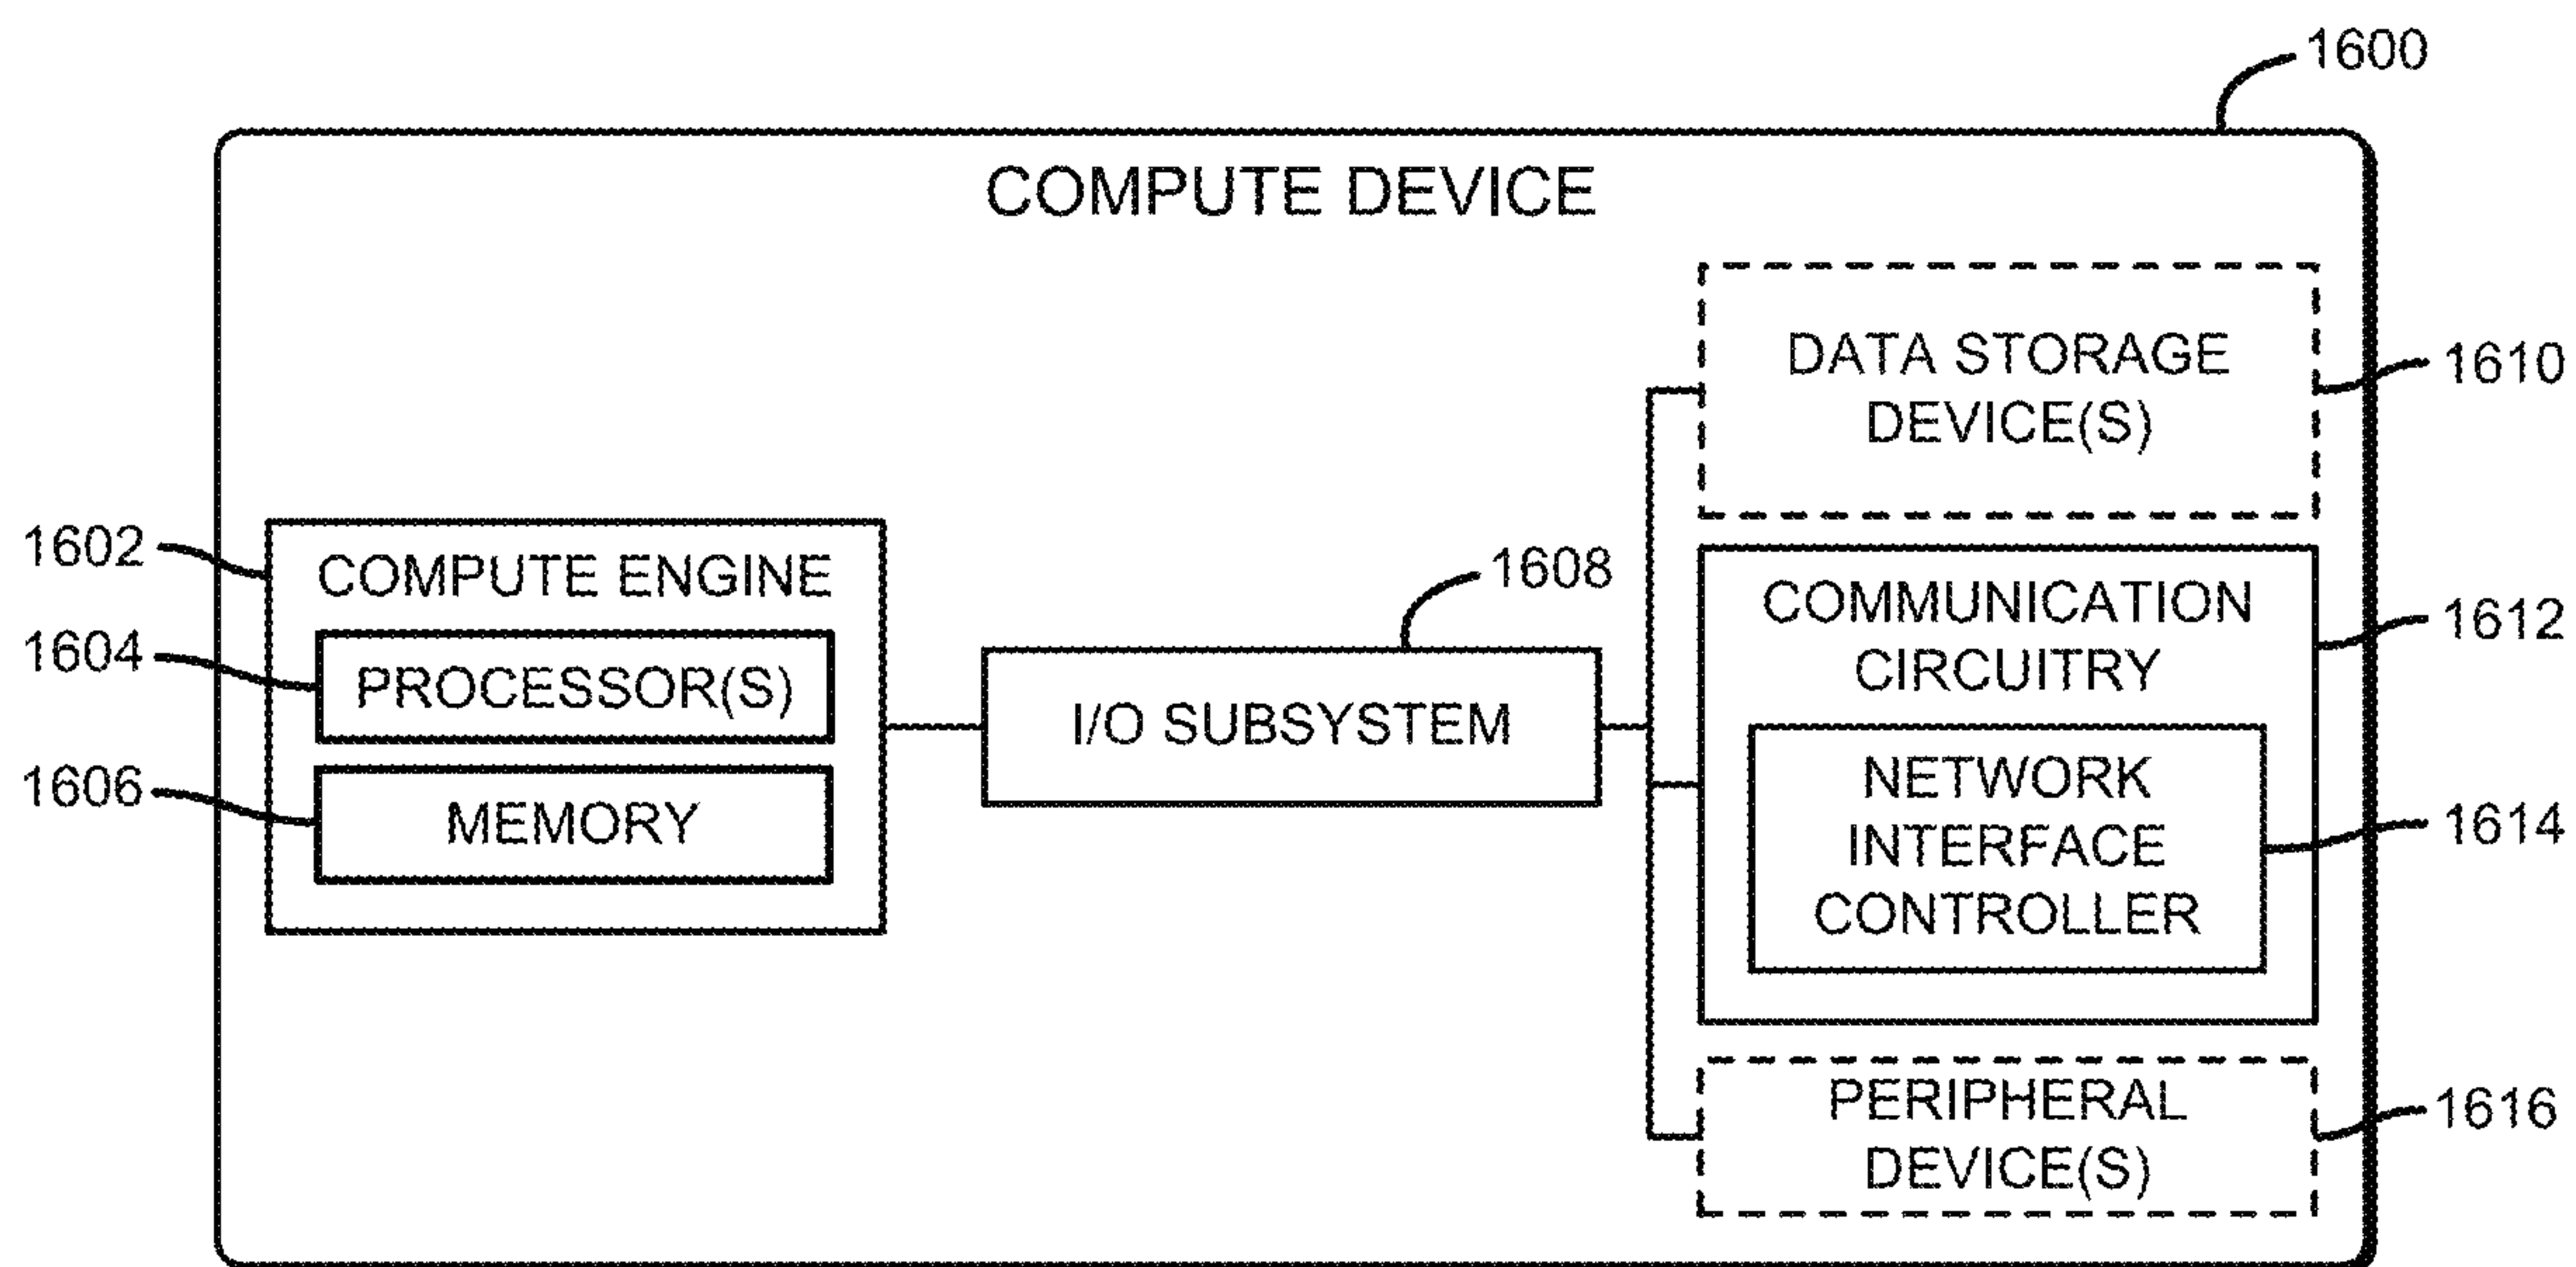 1600
COMPUTE DEVICE
DATA STORAGE
DEVICE(S)
1610
1602
COMPUTE ENGINE
1604
PROCESSOR(S)
1606
MEMORY
1608
I/O SUBSYSTEM
COMMUNICATION
CIRCUITRY
1612
NETWORK
INTERFACE
CONTROLLER
1614
PERIPHERAL
DEVICE(S)
1616